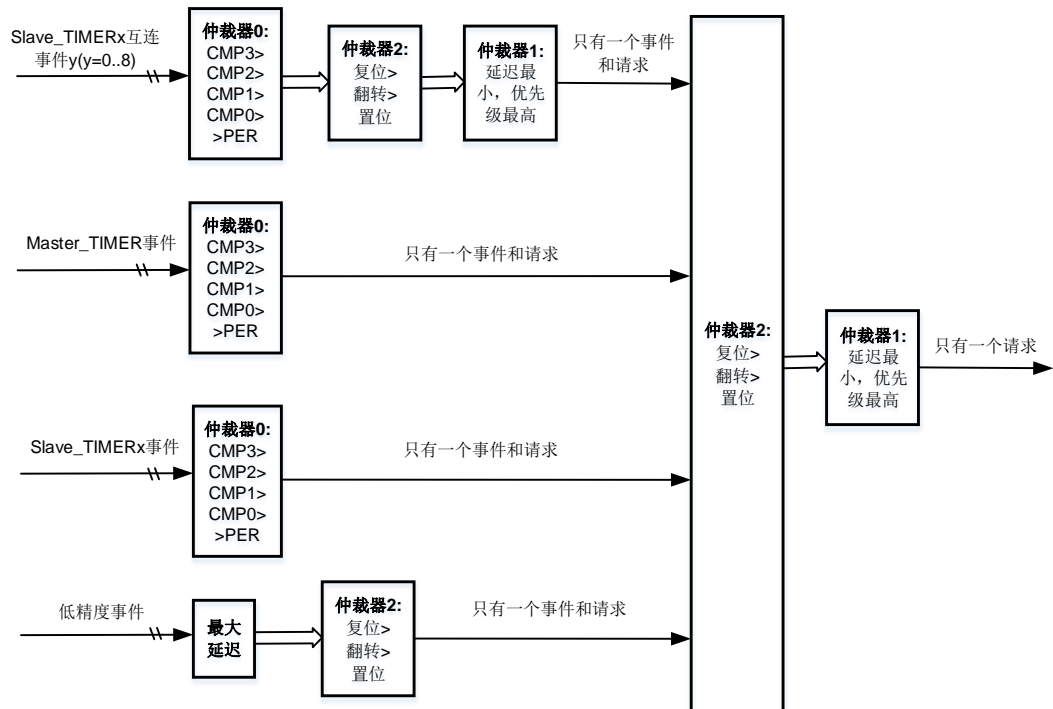 Slave_TIMERx互连
事件y(y=0..8)
仲裁器0:
CMP3>
CMP2>
CMP1>
CMP0>
>PER
仲裁器2:
复位>
翻转>
置位
仲裁器1:
延迟最
小，优先
级最高
只有一个事件
和请求
Master_TIMER事件
仲裁器0:
CMP3>
CMP2>
CMP1>
CMP0>
>PER
只有一个事件和请求
Slave_TIMERx事件
仲裁器0:
CMP3>
CMP2>
CMP1>
CMP0>
>PER
只有一个事件和请求
低精度事件
最大
延迟
仲裁器2:
复位>
翻转>
置位
只有一个事件和请求
仲裁器2:
复位>
翻转>
置位
仲裁器1:
延迟最
小，优先
级最高
只有一个请求